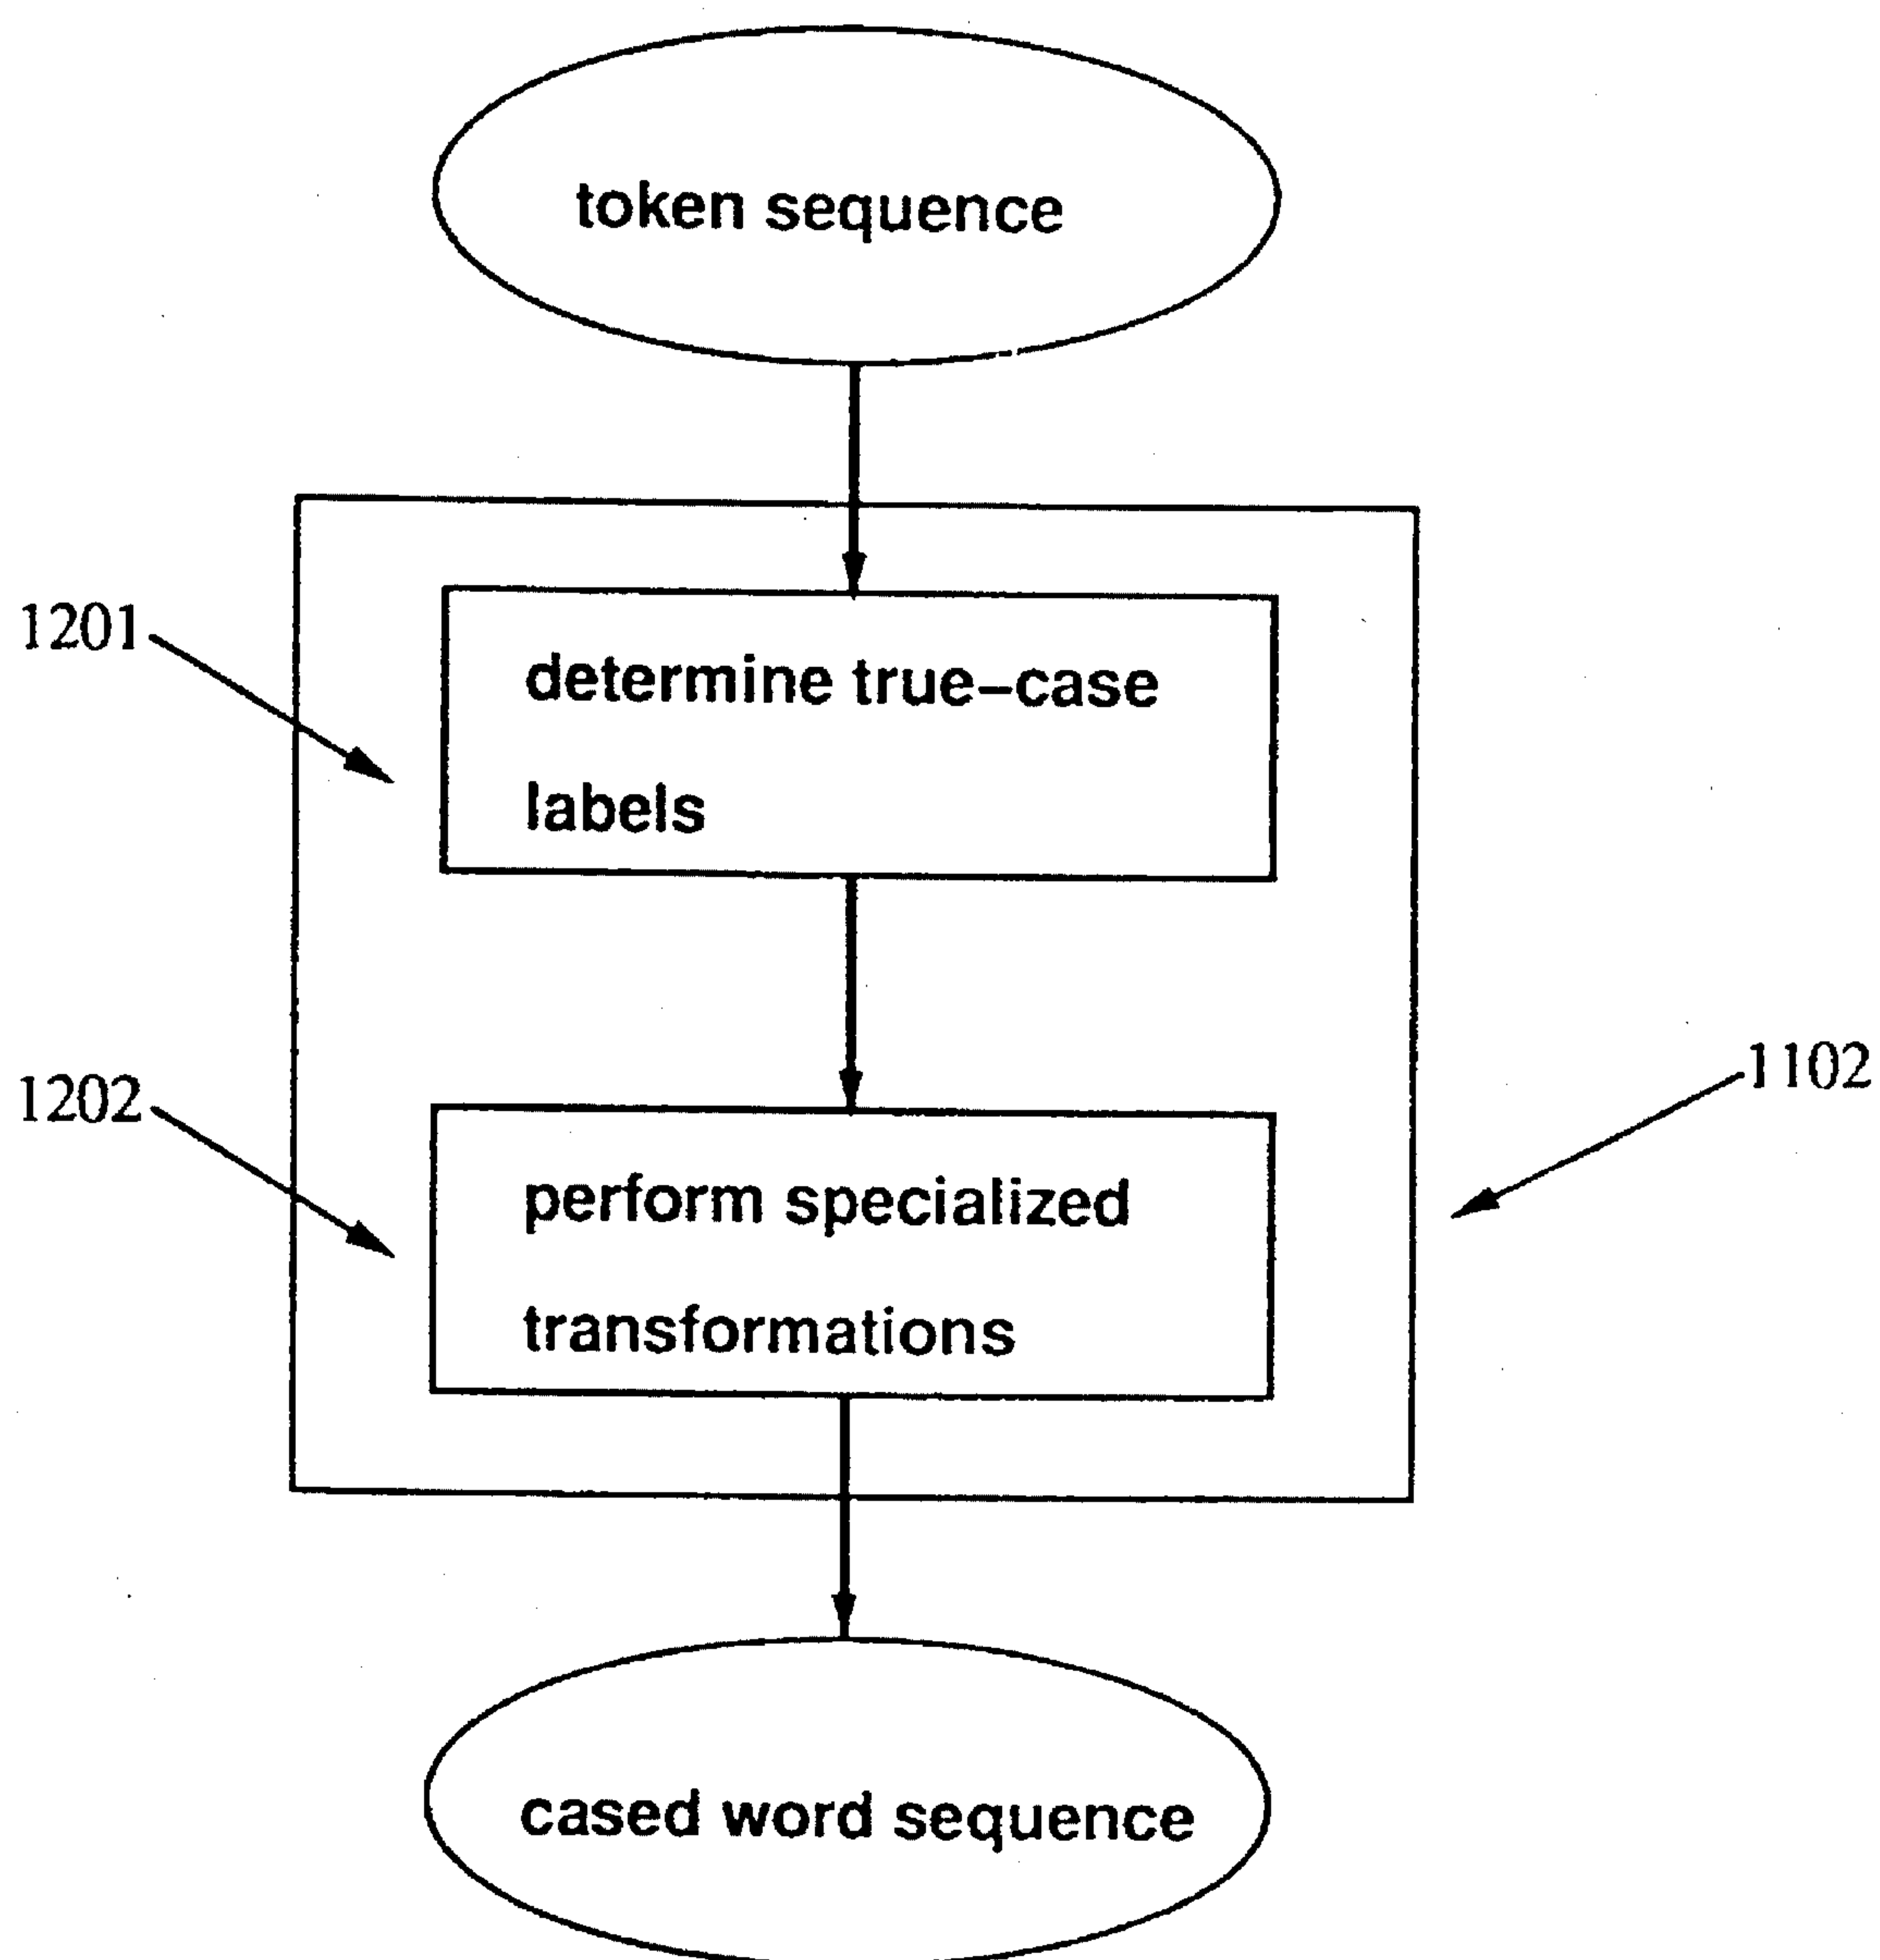 token sequence
1201
determine true-case
labels
1202
1102
perform specialized
transformations
cased word sequence